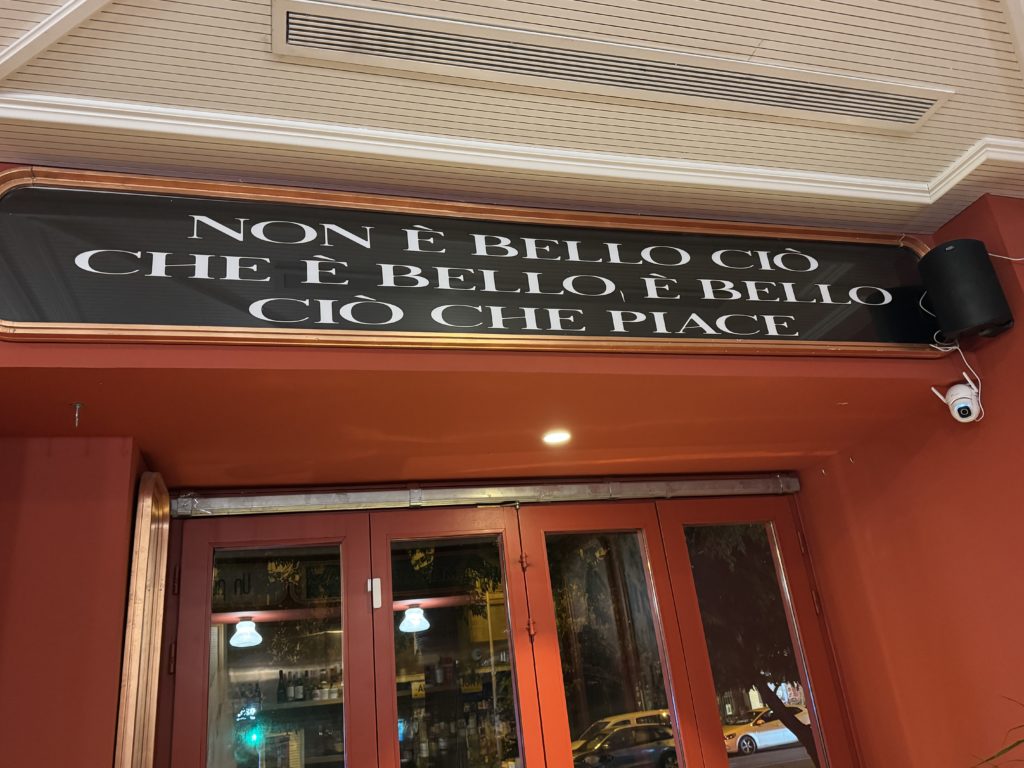 NON È BELLO CIÒ
CHE È BELLO, È BELLO
CIÒ CHE PIACE